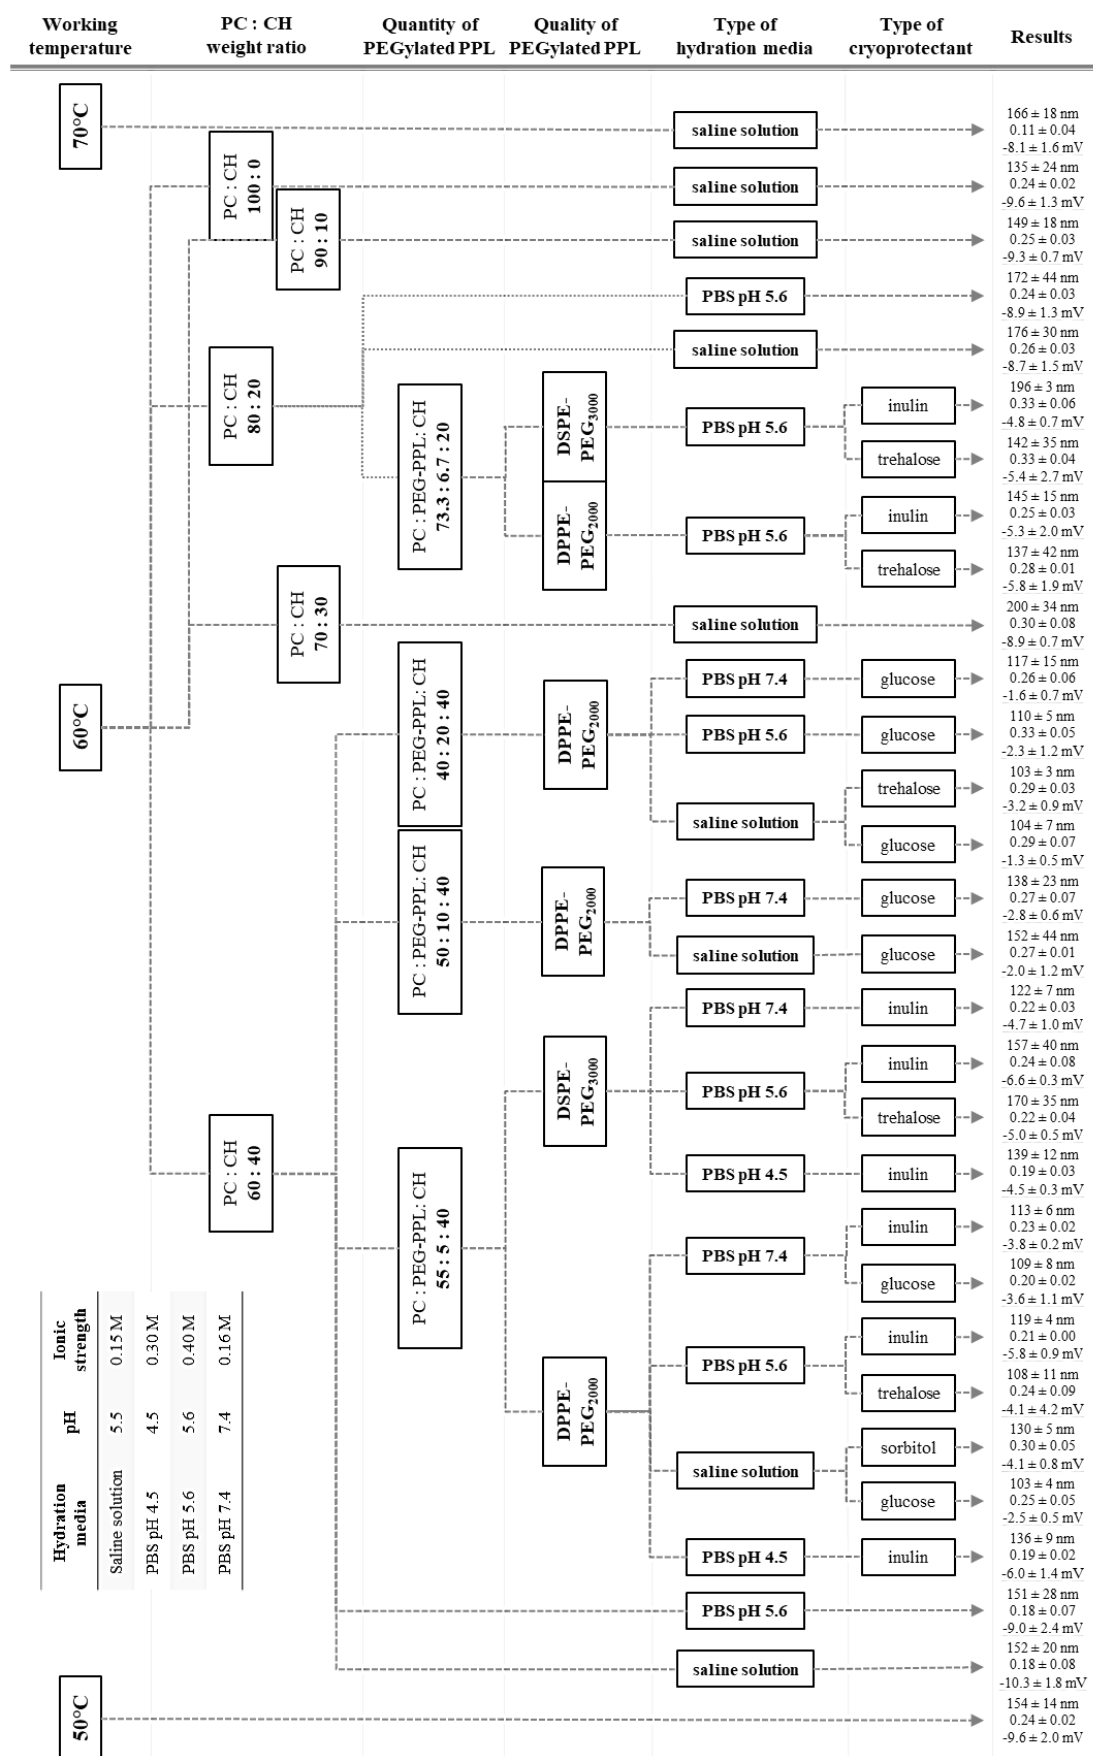 Working temperature
PC : CH weight ratio
Quantity of PEGylated PPL
Quality of PEGylated PPL
Type of hydration media
Type of cryoprotectant
Results
70°C
saline solution
166 ± 18 nm
0.11 ± 0.04
-8.1 ± 1.6 mV
60°C
PC : CH
100 : 0
saline solution
135 ± 24 nm
0.24 ± 0.02
-9.6 ± 1.3 mV
PC : CH
90 : 10
saline solution
149 ± 18 nm
0.25 ± 0.03
-9.3 ± 0.7 mV
PC : CH
80 : 20
PBS pH 5.6
172 ± 44 nm
0.24 ± 0.03
-8.9 ± 1.3 mV
saline solution
176 ± 30 nm
0.26 ± 0.03
-8.7 ± 1.5 mV
PC : PEG-PPL: CH
73.3 : 6.7 : 20
DSPE-
PEG3000
PBS pH 5.6
inulin
196 ± 3 nm
0.33 ± 0.06
-4.8 ± 0.7 mV
trehalose
142 ± 35 nm
0.33 ± 0.04
-5.4 ± 2.7 mV
DPPE-
PEG2000
PBS pH 5.6
inulin
145 ± 15 nm
0.25 ± 0.03
-5.3 ± 2.0 mV
trehalose
137 ± 42 nm
0.28 ± 0.01
-5.8 ± 1.9 mV
PC : CH
70 : 30
saline solution
200 ± 34 nm
0.30 ± 0.08
-8.9 ± 0.7 mV
PC : CH
60 : 40
PC : PEG-PPL: CH
40 : 20 : 40
DPPE-
PEG2000
PBS pH 7.4
glucose
117 ± 15 nm
0.26 ± 0.06
-1.6 ± 0.7 mV
PBS pH 5.6
glucose
110 ± 5 nm
0.33 ± 0.05
-2.3 ± 1.2 mV
saline solution
trehalose
103 ± 3 nm
0.29 ± 0.03
-3.2 ± 0.9 mV
glucose
104 ± 7 nm
0.29 ± 0.07
-1.3 ± 0.5 mV
PC : PEG-PPL: CH
50 : 10 : 40
DPPE-
PEG2000
PBS pH 7.4
glucose
138 ± 23 nm
0.27 ± 0.07
-2.8 ± 0.6 mV
saline solution
glucose
152 ± 44 nm
0.27 ± 0.01
-2.0 ± 1.2 mV
PC : PEG-PPL: CH
55 : 5 : 40
DSPE-
PEG3000
PBS pH 7.4
inulin
122 ± 7 nm
0.22 ± 0.03
-4.7 ± 1.0 mV
PBS pH 5.6
inulin
157 ± 40 nm
0.24 ± 0.08
-6.6 ± 0.3 mV
trehalose
170 ± 35 nm
0.22 ± 0.04
-5.0 ± 0.5 mV
PBS pH 4.5
inulin
139 ± 12 nm
0.19 ± 0.03
-4.5 ± 0.3 mV
DPPE-
PEG2000
PBS pH 7.4
inulin
113 ± 6 nm
0.23 ± 0.02
-3.8 ± 0.2 mV
glucose
109 ± 8 nm
0.20 ± 0.02
-3.6 ± 1.1 mV
PBS pH 5.6
inulin
119 ± 4 nm
0.21 ± 0.00
-5.8 ± 0.9 mV
trehalose
108 ± 11 nm
0.24 ± 0.09
-4.1 ± 4.2 mV
saline solution
sorbitol
130 ± 5 nm
0.30 ± 0.05
-4.1 ± 0.8 mV
glucose
103 ± 4 nm
0.25 ± 0.05
-2.5 ± 0.5 mV
PBS pH 4.5
inulin
136 ± 9 nm
0.19 ± 0.02
-6.0 ± 1.4 mV
PBS pH 5.6
151 ± 28 nm
0.18 ± 0.07
-9.0 ± 2.4 mV
saline solution
152 ± 20 nm
0.18 ± 0.08
-10.3 ± 1.8 mV
50°C
154 ± 14 nm
0.24 ± 0.02
-9.6 ± 2.0 mV
Hydration media pH Ionic strength
Saline solution 5.5 0.15 M
PBS pH 4.5 4.5 0.30 M
PBS pH 5.6 5.6 0.40 M
PBS pH 7.4 7.4 0.16 M